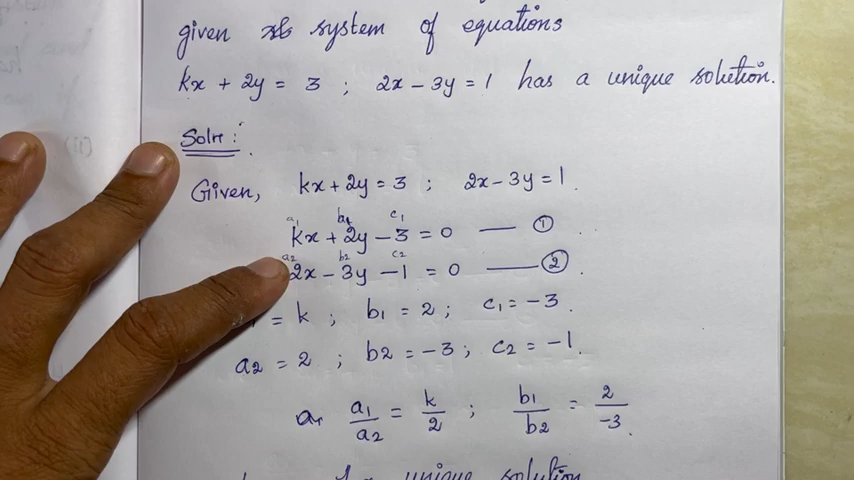 given system of equations
kx + 2y = 3 ; 2x - 3y = 1 has a unique solution.
Soln :
Given, kx + 2y = 3 ; 2x - 3y = 1.
a1 b1 c1
kx + 2y - 3 = 0 — ①
a2 b2 c2
2x - 3y - 1 = 0 — ②
= k ; b1 = 2 ; c1 = -3.
a2 = 2 ; b2 = -3 ; c2 = -1.
a1/a2 = k/2 ; b1/b2 = 2/-3.
unique solution